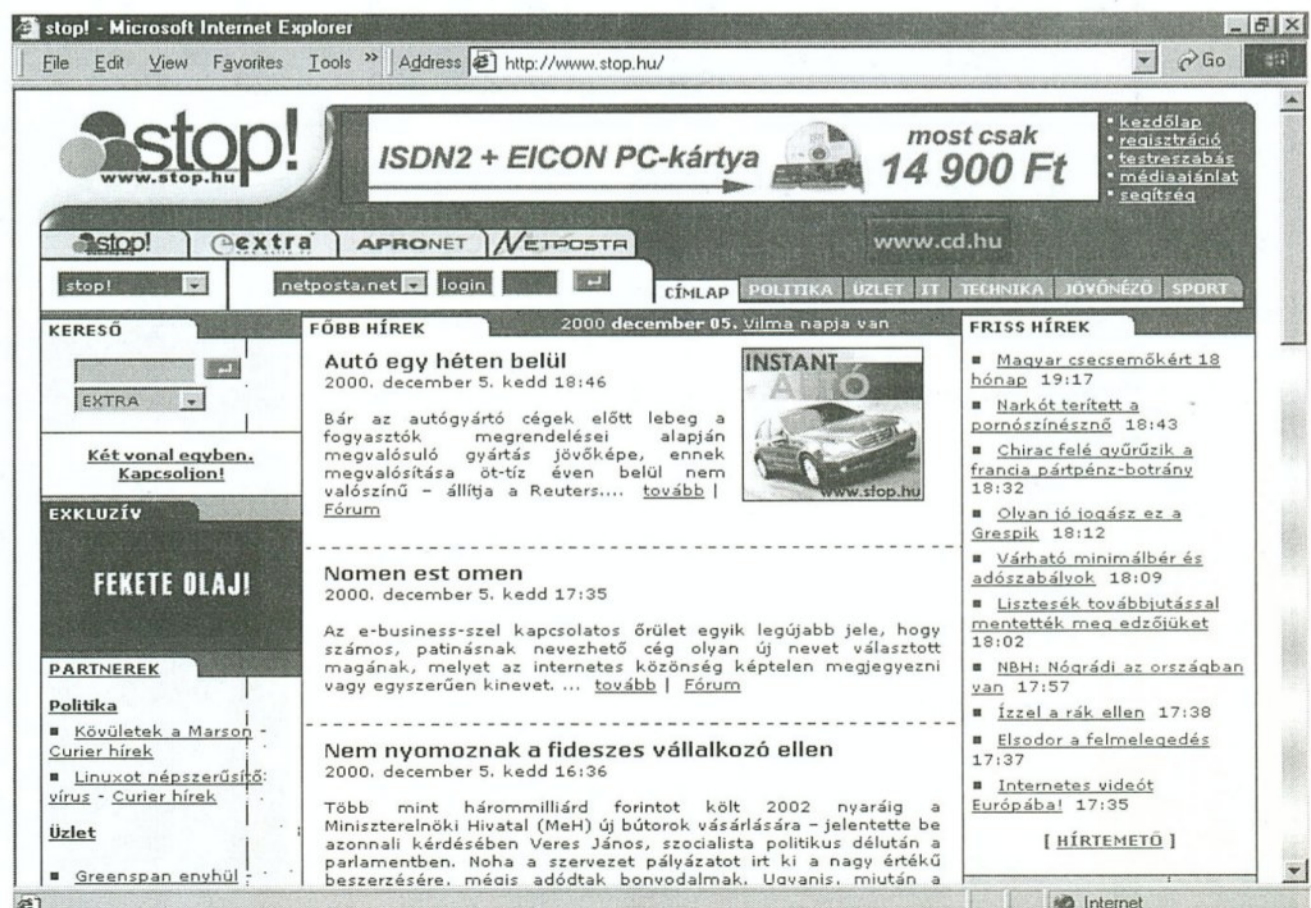 stop! - Microsoft Internet Explorer
File Edit View Favorites Tools » Address http://www.stop.hu/ Go
stop!
www.stop.hu
ISDN2 + EICON PC-kártya
most csak
14 900 Ft
kezdőlap
regisztráció
testreszabás
médiaajánlat
segítség
stop! extra APRONET NETPOSTA
www.cd.hu
stop! netposta.net login
CÍMLAP POLITIKA ÜZLET IT TECHNIKA JÖVŐNÉZŐ SPORT
KERESŐ
EXTRA
Két vonal egyben.
Kapcsoljon!
EXKLUZÍV
FEKETE OLAJ!
PARTNEREK
Politika
Kövületek a Marson -
Curier hírek
Linuxot népszerűsítő
vírus - Curier hírek
Üzlet
Greenspan enyhül
FŐBB HÍREK
2000 december 05. Vilma napja van
Autó egy héten belül
2000. december 5. kedd 18:46
Bár az autógyártó cégek előtt lebeg a
fogyasztók megrendelései alapján
megvalósuló gyártás jövőképe, ennek
megvalósítása öt-tíz éven belül nem
valószínű – állítja a Reuters.... tovább |
Fórum
INSTANT
AUTÓ
www.stop.hu
Nomen est omen
2000. december 5. kedd 17:35
Az e-business-szel kapcsolatos őrület egyik legújabb jele, hogy
számos, patinásnak nevezhető cég olyan új nevet választott
magának, melyet az internetes közönség képtelen megjegyezni
vagy egyszerűen kinevet. ... tovább | Fórum
Nem nyomoznak a fideszes vállalkozó ellen
2000. december 5. kedd 16:36
Több mint hárommilliárd forintot költ 2002 nyaráig a
Miniszterelnöki Hivatal (MeH) új bútorok vásárlására – jelentette be
azonnali kérdésében Veres János, szocialista politikus délután a
parlamentben. Noha a szervezet pályázatot irt ki a nagy értékű
beszerzésére, mégis adódtak bonyodalmak. Ugyanis, miután a
FRISS HÍREK
Magyar csecsemőkért 18
hónap 19:17
Narkót terített a
pornószínésznő 18:43
Chirac felé gyűrűzik a
francia pártpénz-botrány
18:32
Olyan jó jogász ez a
Grespik 18:12
Várható minimálbér és
adószabályok 18:09
Lisztesék továbbjutással
mentették meg edzőjüket
18:02
NBH: Nógrádi az országban
van 17:57
Ízzel a rák ellen 17:38
Elsodor a felmelegedés
17:37
Internetes videót
Európába! 17:35
[ HÍRTEMETŐ ]
Internet